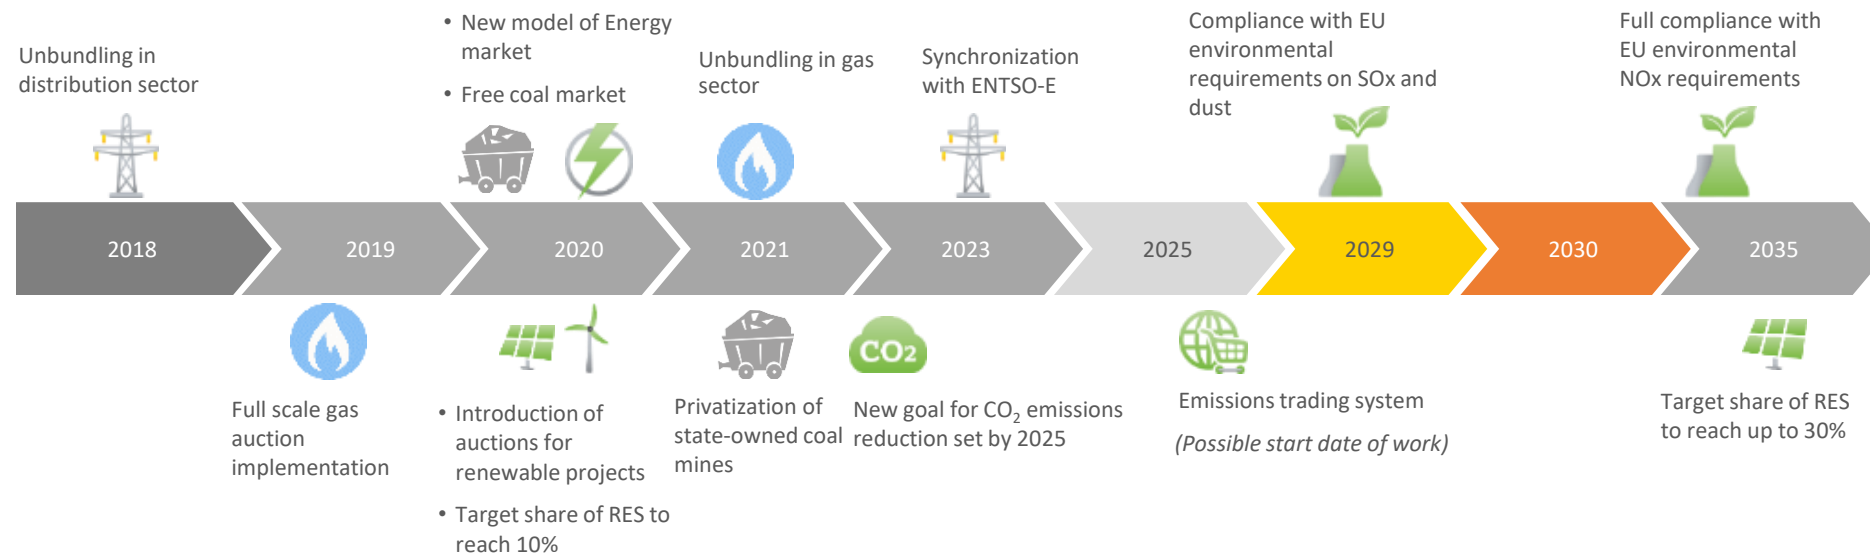 Unbundling in
distribution sector
• New model of Energy
market
• Free coal market
Unbundling in gas
sector
Synchronization
with ENTSO-E
Compliance with EU
environmental
requirements on SOx and
dust
Full compliance with
EU environmental
NOx requirements
2018
2019
2020
2021
2023
2025
2029
2030
2035
CO2
Full scale gas
auction
implementation
• Introduction of
auctions for
renewable projects
• Target share of RES to
reach 10%
Privatization of
state-owned coal
mines
New goal for CO₂ emissions
reduction set by 2025
Emissions trading system
(Possible start date of work)
Target share of RES
to reach up to 30%